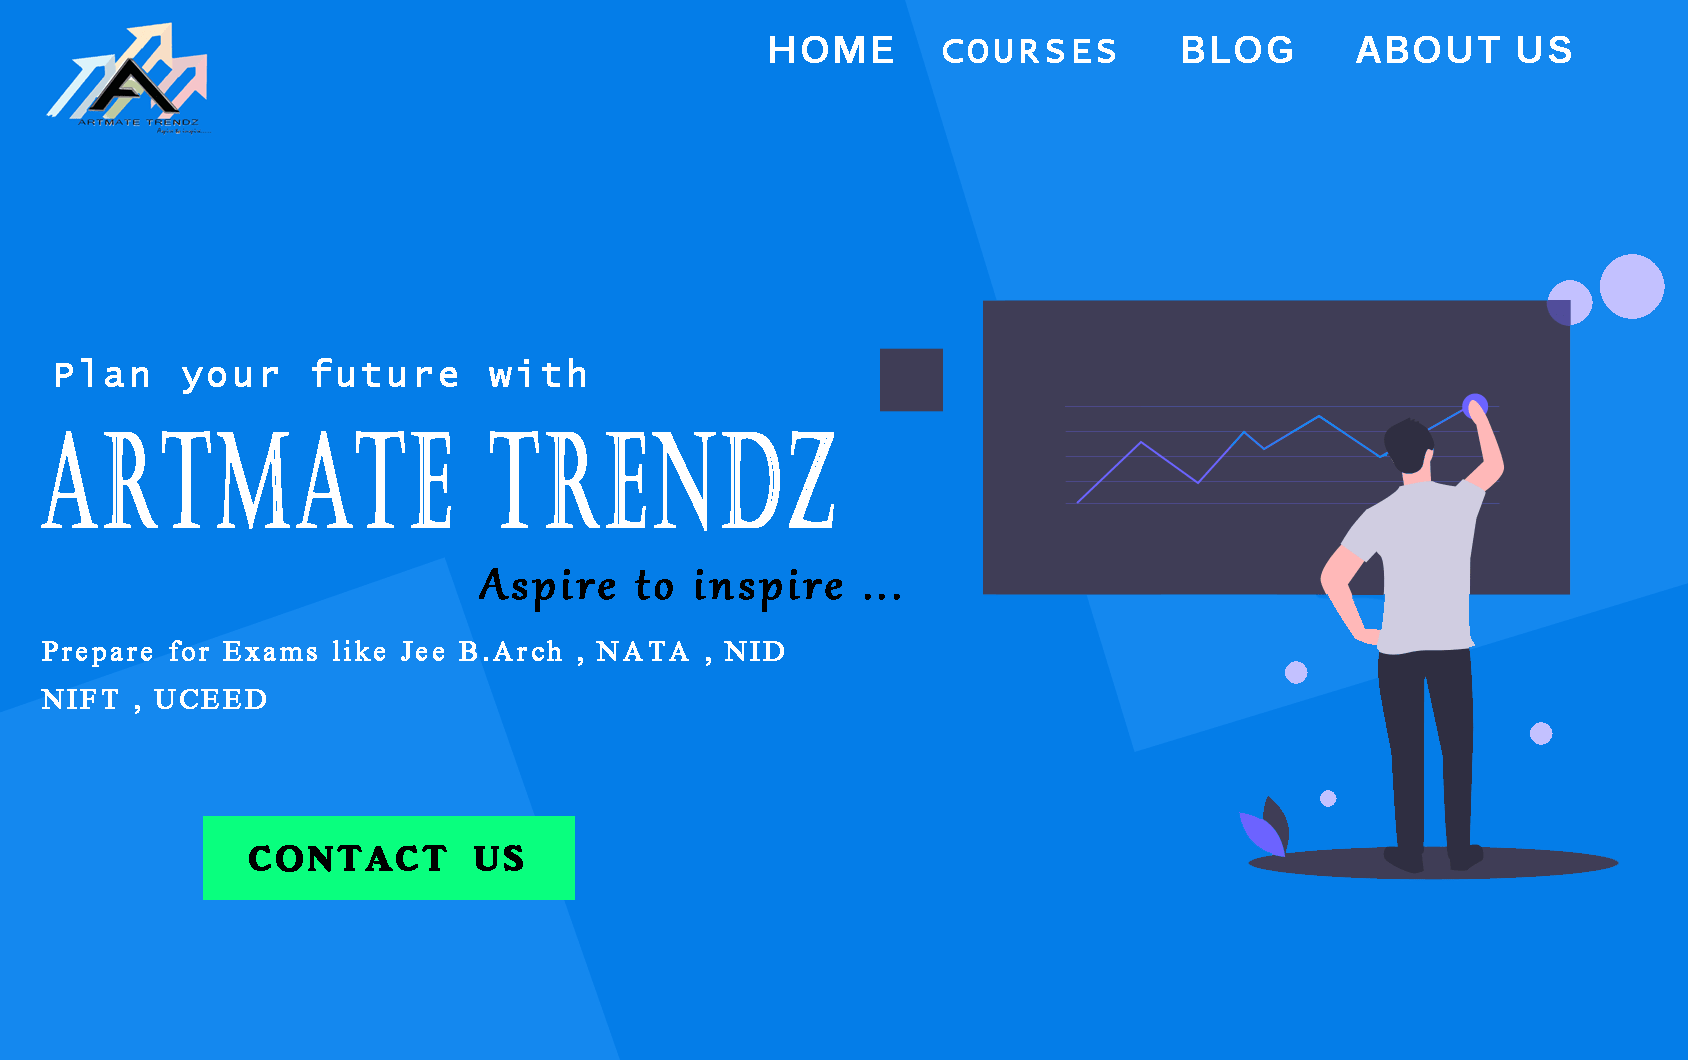 HOME COURSES BLOG ABOUT US
ARTMATE TRENDZ
Plan your future with
ARTMATE TRENDZ
Aspire to inspire ...
Prepare for Exams like Jee B.Arch , NATA , NID
NIFT , UCEED
CONTACT US